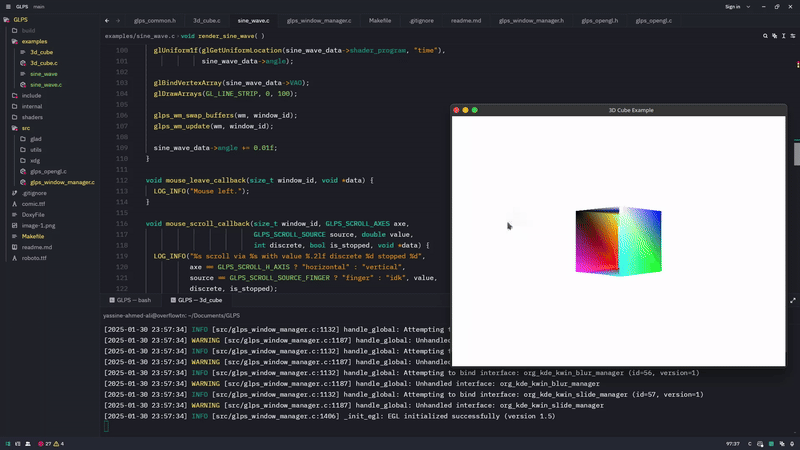 GLPS main
Sign in
GLPS
build
examples
3d_cube
3d_cube.c
sine_wave
sine_wave.c
include
internal
shaders
src
glad
utils
xdg
glps_opengl.c
glps_window_manager.c
.gitignore
comic.ttf
DoxyFile
image-1.png
Makefile
readme.md
roboto.ttf
glps_common.h 3d_cube.c sine_wave.c glps_window_manager.c Makefile .gitignore readme.md glps_window_manager.h glps_opengl.h glps_opengl.c
examples/sine_wave.c › void render_sine_wave( )
100 glUniform1f(glGetUniformLocation(sine_wave_data->shader_program, "time"),
101 sine_wave_data->angle);
102
103 glBindVertexArray(sine_wave_data->VAO);
104 glDrawArrays(GL_LINE_STRIP, 0, 100);
105
106 glps_wm_swap_buffers(wm, window_id);
107 glps_wm_update(wm, window_id);
108
109 sine_wave_data->angle += 0.01f;
110 }
111
112 void mouse_leave_callback(size_t window_id, void *data) {
113 LOG_INFO("Mouse left.");
114 }
115
116 void mouse_scroll_callback(size_t window_id, GLPS_SCROLL_AXES axe,
117 GLPS_SCROLL_SOURCE source, double value,
118 int discrete, bool is_stopped, void *data) {
119 LOG_INFO("%s scroll via %s with value %.2lf discrete %d stopped %d",
120 axe == GLPS_SCROLL_H_AXIS ? "horizontal" : "vertical",
121 source == GLPS_SCROLL_SOURCE_FINGER ? "finger" : "idk", value,
122 discrete, is_stopped);
3D Cube Example
GLPS — bash GLPS — 3d_cube
yassine-ahmed-ali@overflowtn: ~/Documents/GLPS
[2025-01-30 23:57:34] INFO [src/glps_window_manager.c:1132] handle_global: Attempting
[2025-01-30 23:57:34] WARNING [src/glps_window_manager.c:1187] handle_global: Unhandle
[2025-01-30 23:57:34] INFO [src/glps_window_manager.c:1132] handle_global: Attempting
[2025-01-30 23:57:34] WARNING [src/glps_window_manager.c:1187] handle_global: Unhandle
[2025-01-30 23:57:34] INFO [src/glps_window_manager.c:1132] handle_global: Attempting to bind interface: org_kde_kwin_blur_manager (id=56, version=1)
[2025-01-30 23:57:34] WARNING [src/glps_window_manager.c:1187] handle_global: Unhandled interface: org_kde_kwin_blur_manager
[2025-01-30 23:57:34] INFO [src/glps_window_manager.c:1132] handle_global: Attempting to bind interface: org_kde_kwin_slide_manager (id=57, version=1)
[2025-01-30 23:57:34] WARNING [src/glps_window_manager.c:1187] handle_global: Unhandled interface: org_kde_kwin_slide_manager
[2025-01-30 23:57:34] INFO [src/glps_window_manager.c:1406] _init_egl: EGL initialized successfully (version 1.5)
27 4
97:37 C